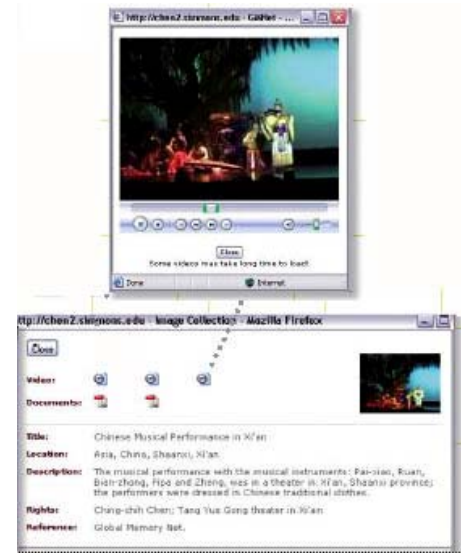 http://chen2.simmons.edu - GMNet - ...
Close
Some videos may take long time to load!
Done Internet
ttp://chen2.simmons.edu - Image Collection - Mozilla Firefox
Close
Video:
Documents:
Title: Chinese Musical Performance in Xi'an
Location: Asia, China, Shaanxi, Xi'an
Description: The musical performance with the musical instruments: Pai-xiao, Ruan,
Bian-zhong, Pipa and Zheng, was in a theater in Xi'an, Shaanxi province;
the performers were dressed in Chinese traditional clothes.
Rights: Ching-chih Chen; Tang Yue Gong theater in Xi'an
Reference: Global Memory Net.